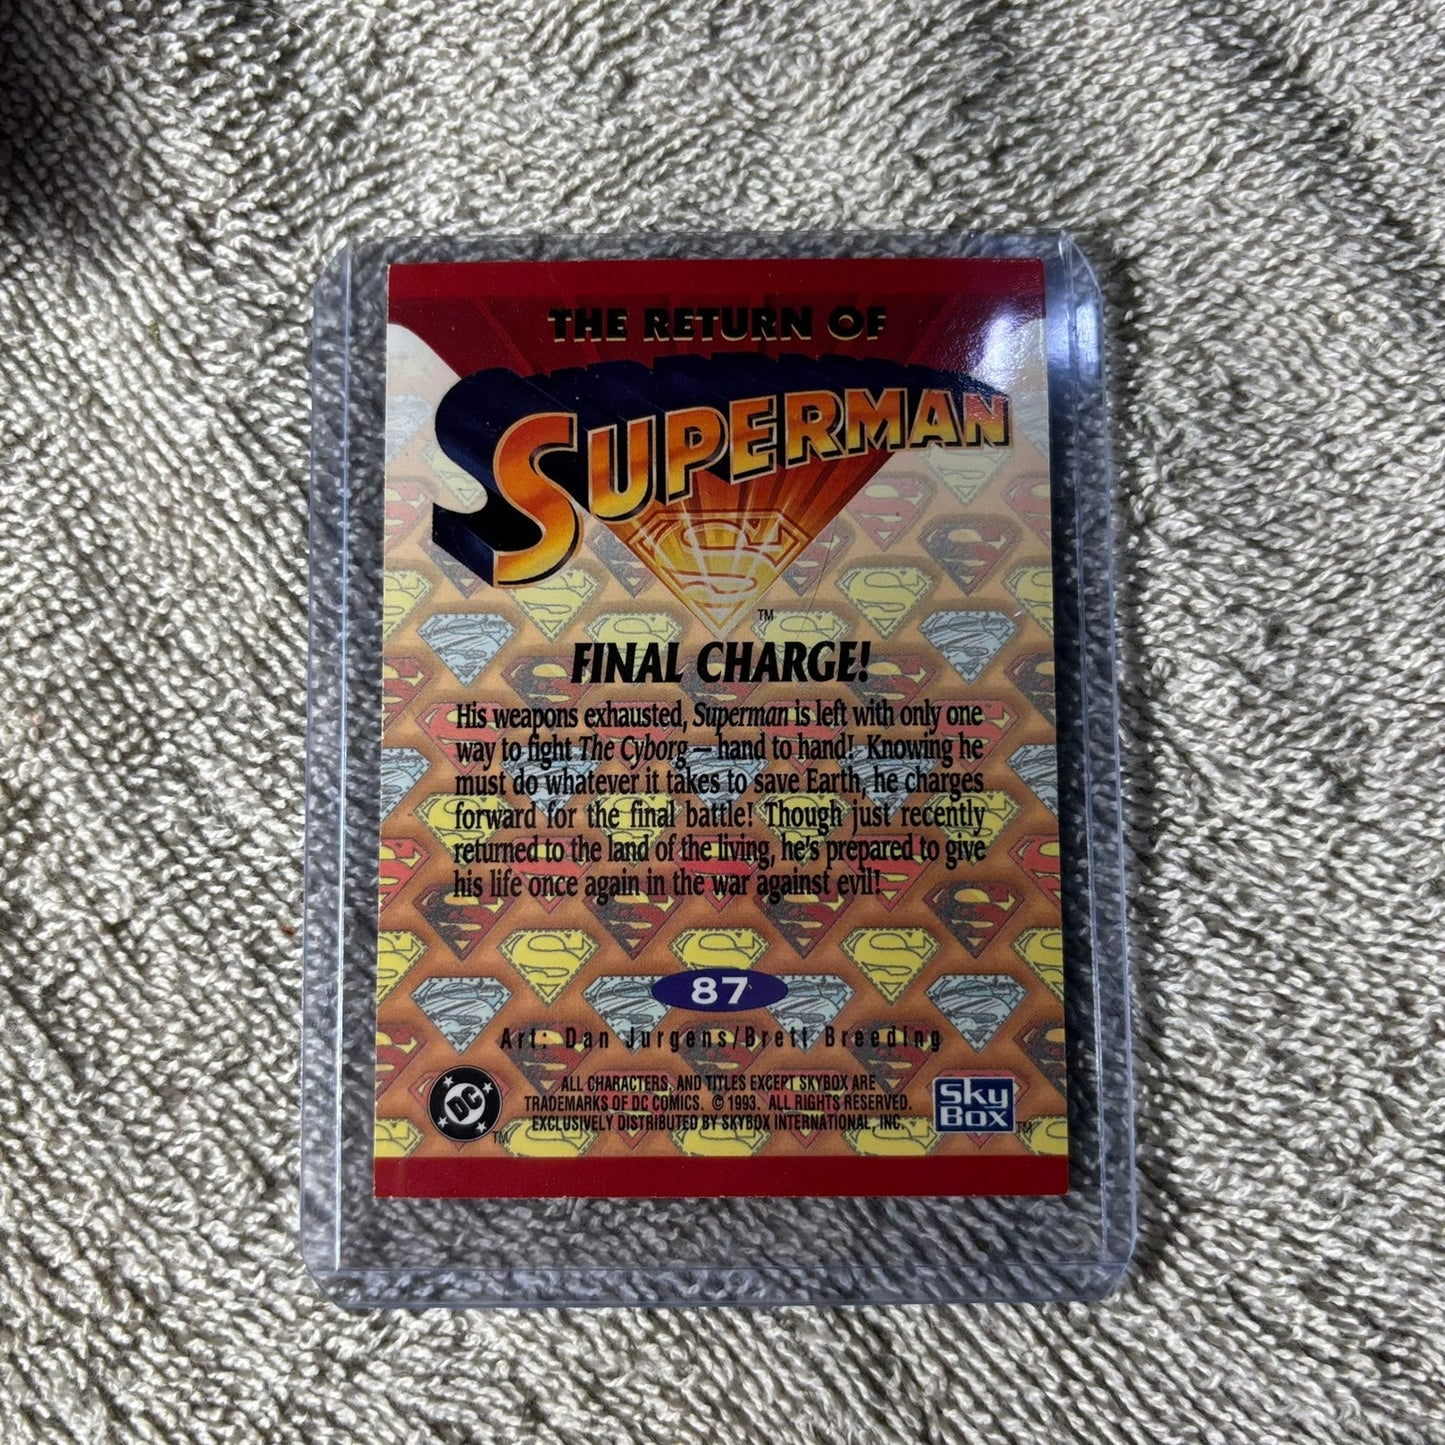 THE RETURN OF
SUPERMAN
TM
FINAL CHARGE!
His weapons exhausted, Superman is left with only one
way to fight The Cyborg — hand to hand! Knowing he
must do whatever it takes to save Earth, he charges
forward for the final battle! Though just recently
returned to the land of the living, he's prepared to give
his life once again in the war against evil!
87
Art: Dan Jurgens/Brett Breeding
ALL CHARACTERS, AND TITLES EXCEPT SKYBOX ARE
TRADEMARKS OF DC COMICS. © 1993. ALL RIGHTS RESERVED.
EXCLUSIVELY DISTRIBUTED BY SKYBOX INTERNATIONAL, INC.
DC
TM
SKY
BOX
TM